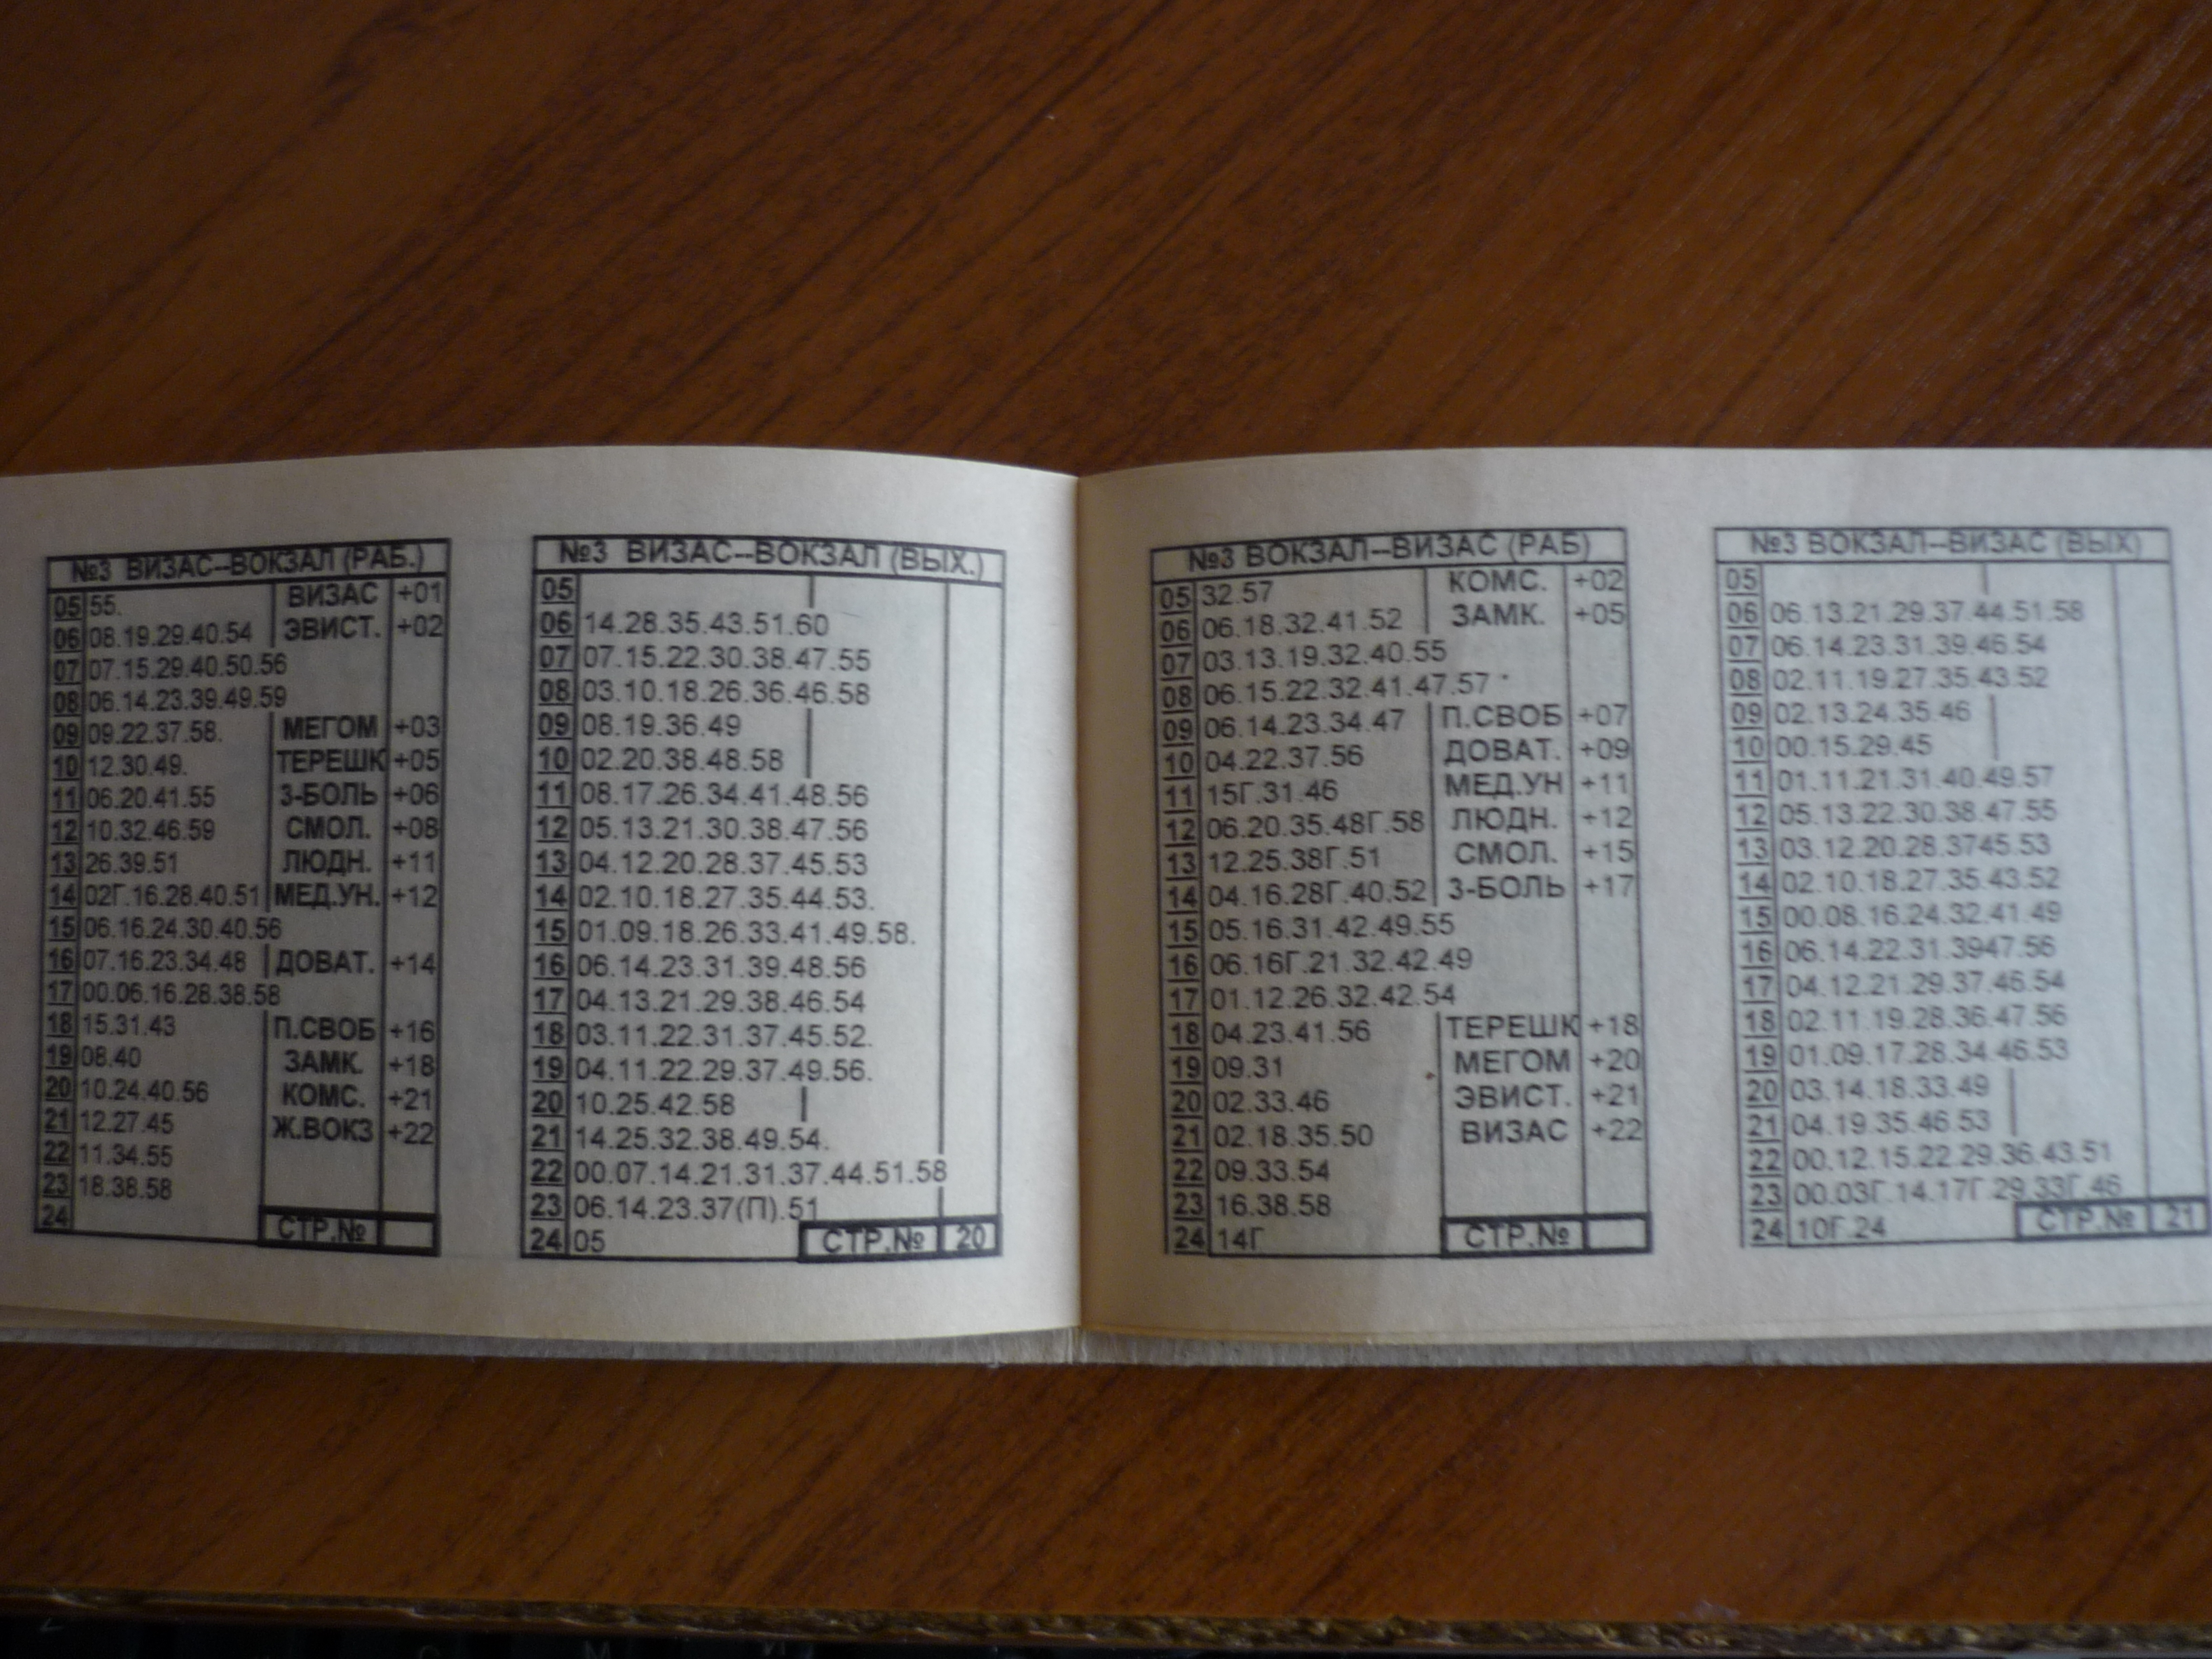 №3 ВИЗАС--ВОКЗАЛ (РАБ.)
05 55. ВИЗАС +01
06 08.19.29.40.54 ЭВИСТ. +02
07 07.15.29.40.50.56
08 06.14.23.39.49.59
09 09.22.37.58. МЕГОМ +03
10 12.30.49. ТЕРЕШК +05
11 06.20.41.55 3-БОЛЬ +06
12 10.32.46.59 СМОЛ. +08
13 26.39.51 ЛЮДН. +11
14 02Г.16.28.40.51 МЕД.УН. +12
15 06.16.24.30.40.56
16 07.16.23.34.48 ДОВАТ. +14
17 00.06.16.28.38.58
18 15.31.43 П.СВОБ +16
19 08.40 ЗАМК. +18
20 10.24.40.56 КОМС. +21
21 12.27.45 Ж.ВОКЗ +22
22 11.34.55
23 18.38.58
24
СТР.№
№3 ВИЗАС--ВОКЗАЛ (ВЫХ.)
05
06 14.28.35.43.51.60
07 07.15.22.30.38.47.55
08 03.10.18.26.36.46.58
09 08.19.36.49
10 02.20.38.48.58
11 08.17.26.34.41.48.56
12 05.13.21.30.38.47.56
13 04.12.20.28.37.45.53
14 02.10.18.27.35.44.53.
15 01.09.18.26.33.41.49.58.
16 06.14.23.31.39.48.56
17 04.13.21.29.38.46.54
18 03.11.22.31.37.45.52.
19 04.11.22.29.37.49.56.
20 10.25.42.58
21 14.25.32.38.49.54.
22 00.07.14.21.31.37.44.51.58
23 06.14.23.37(П).51
24 05 СТР.№ 20
№3 ВОКЗАЛ--ВИЗАС (РАБ)
05 32.57 КОМС. +02
06 06.18.32.41.52 ЗАМК. +05
07 03.13.19.32.40.55
08 06.15.22.32.41.47.57
09 06.14.23.34.47 П.СВОБ +07
10 04.22.37.56 ДОВАТ. +09
11 15Г.31.46 МЕД.УН +11
12 06.20.35.48Г.58 ЛЮДН. +12
13 12.25.38Г.51 СМОЛ. +15
14 04.16.28Г.40.52 3-БОЛЬ +17
15 05.16.31.42.49.55
16 06.16Г.21.32.42.49
17 01.12.26.32.42.54
18 04.23.41.56 ТЕРЕШК +18
19 09.31 МЕГОМ +20
20 02.33.46 ЭВИСТ. +21
21 02.18.35.50 ВИЗАС +22
22 09.33.54
23 16.38.58
24 14Г СТР.№
№3 ВОКЗАЛ--ВИЗАС (ВЫХ)
05
06 06.13.21.29.37.44.51.58
07 06.14.23.31.39.46.54
08 02.11.19.27.35.43.52
09 02.13.24.35.46
10 00.15.29.45
11 01.11.21.31.40.49.57
12 05.13.22.30.38.47.55
13 03.12.20.28.3745.53
14 02.10.18.27.35.43.52
15 00.08.16.24.32.41.49
16 06.14.22.31.3947.56
17 04.12.21.29.37.46.54
18 02.11.19.28.36.47.56
19 01.09.17.28.34.46.53
20 03.14.18.33.49
21 04.19.35.46.53
22 00.12.15.22.29.36.43.51
23 00.03Г.14.17Г.29.33Г.46
24 10Г.24 СТР.№ 21